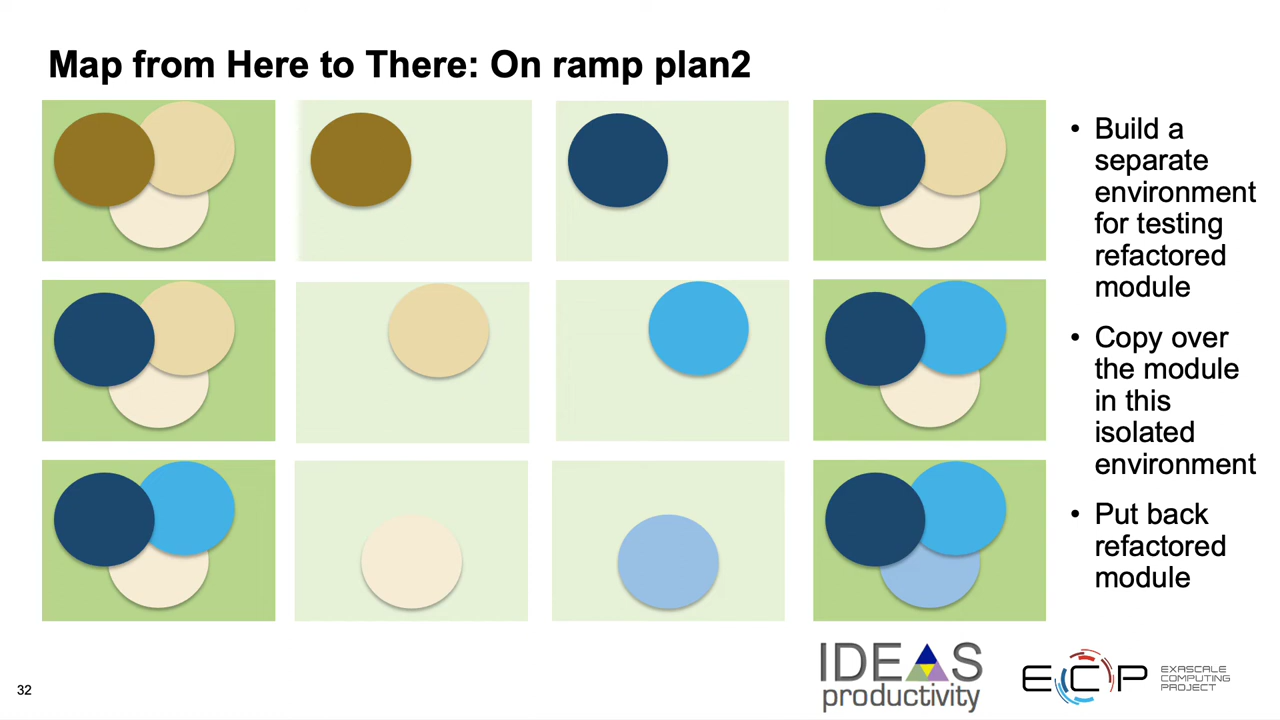 Map from Here to There: On ramp plan2
• Build a
separate
environment
for testing
refactored
module
• Copy over
the module
in this
isolated
environment
• Put back
refactored
module
32
IDEAS
productivity
ECP
EXASCALE
COMPUTING
PROJECT